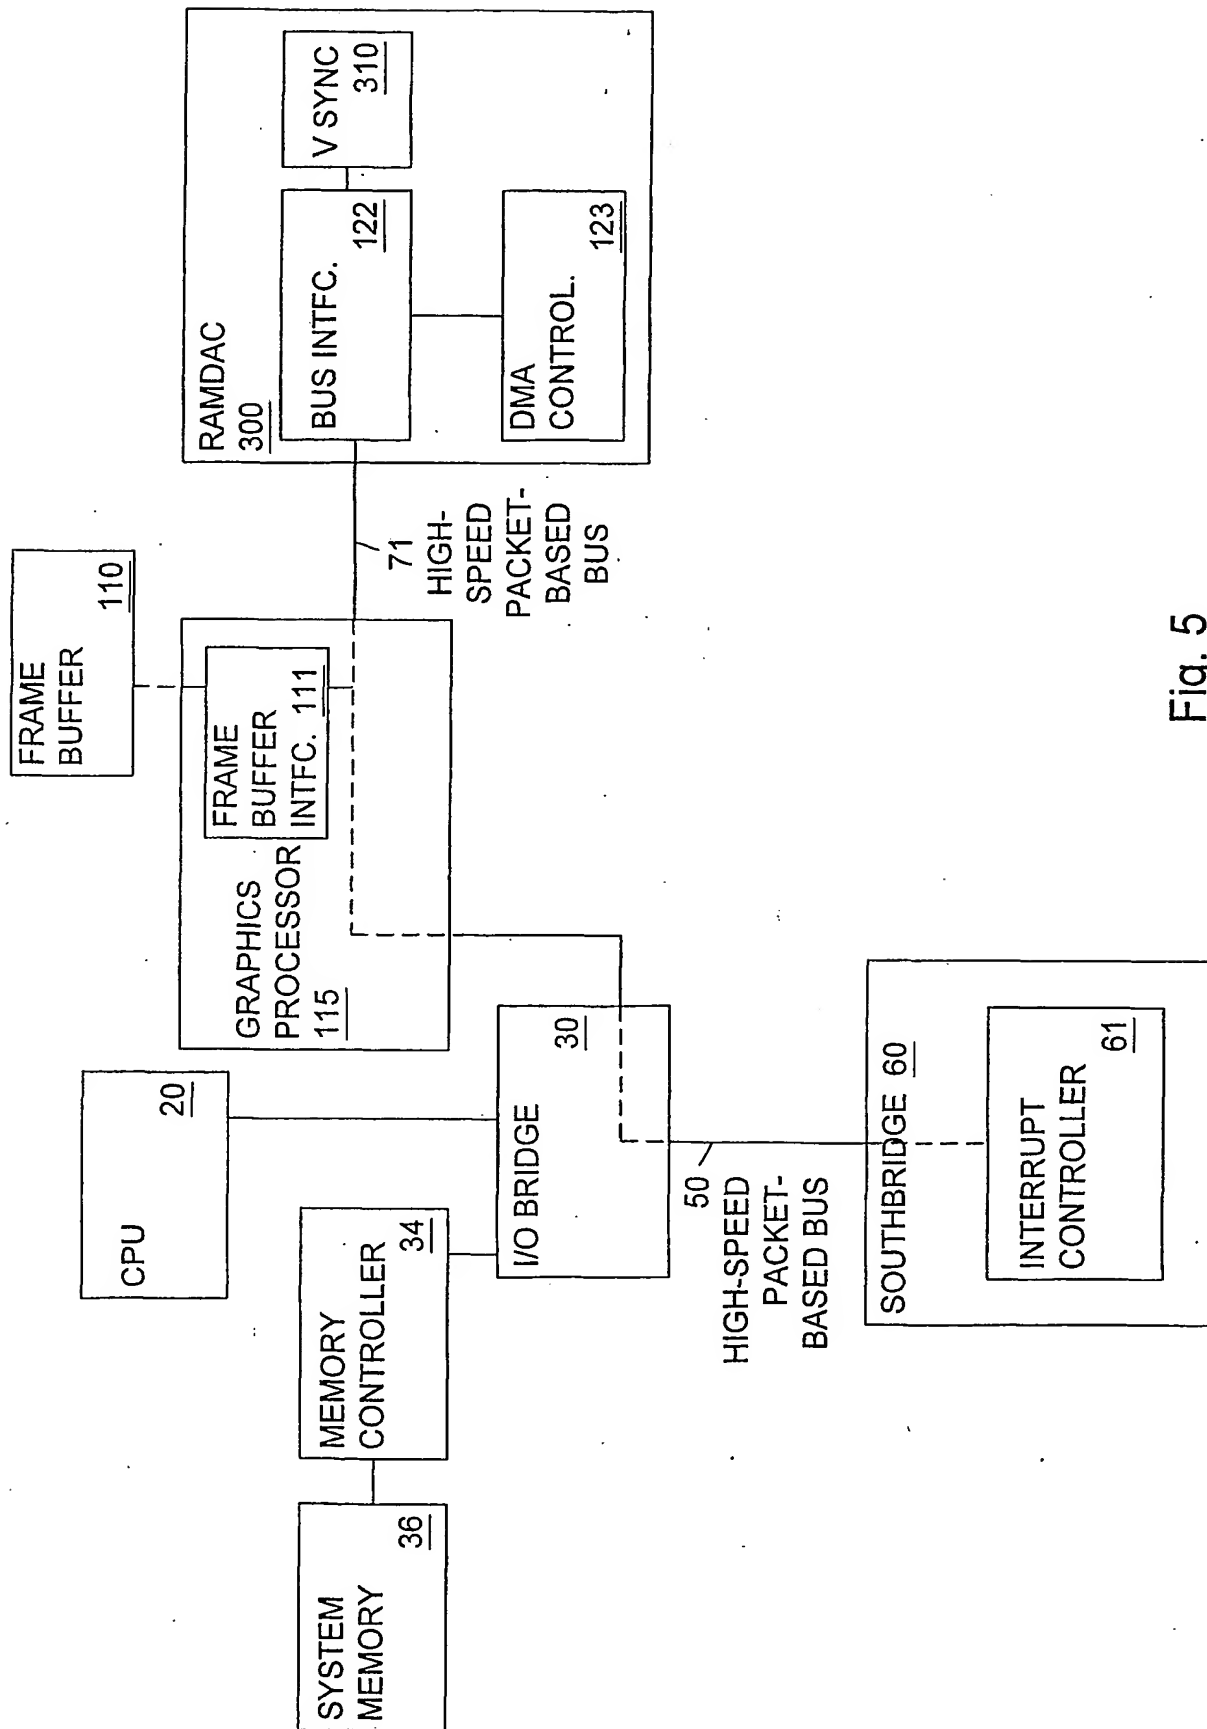 SYSTEM
MEMORY
36
MEMORY
CONTROLLER
34
CPU
20
I/O BRIDGE
30
50
HIGH-SPEED
PACKET-
BASED BUS
SOUTHBRIDGE 60
INTERRUPT
CONTROLLER
61
GRAPHICS
PROCESSOR
115
FRAME
BUFFER
INTFC. 111
FRAME
BUFFER
110
71
HIGH-
SPEED
PACKET-
BASED
BUS
RAMDAC
300
BUS INTFC.
122
V SYNC
310
DMA
CONTROL.
123
Fig. 5